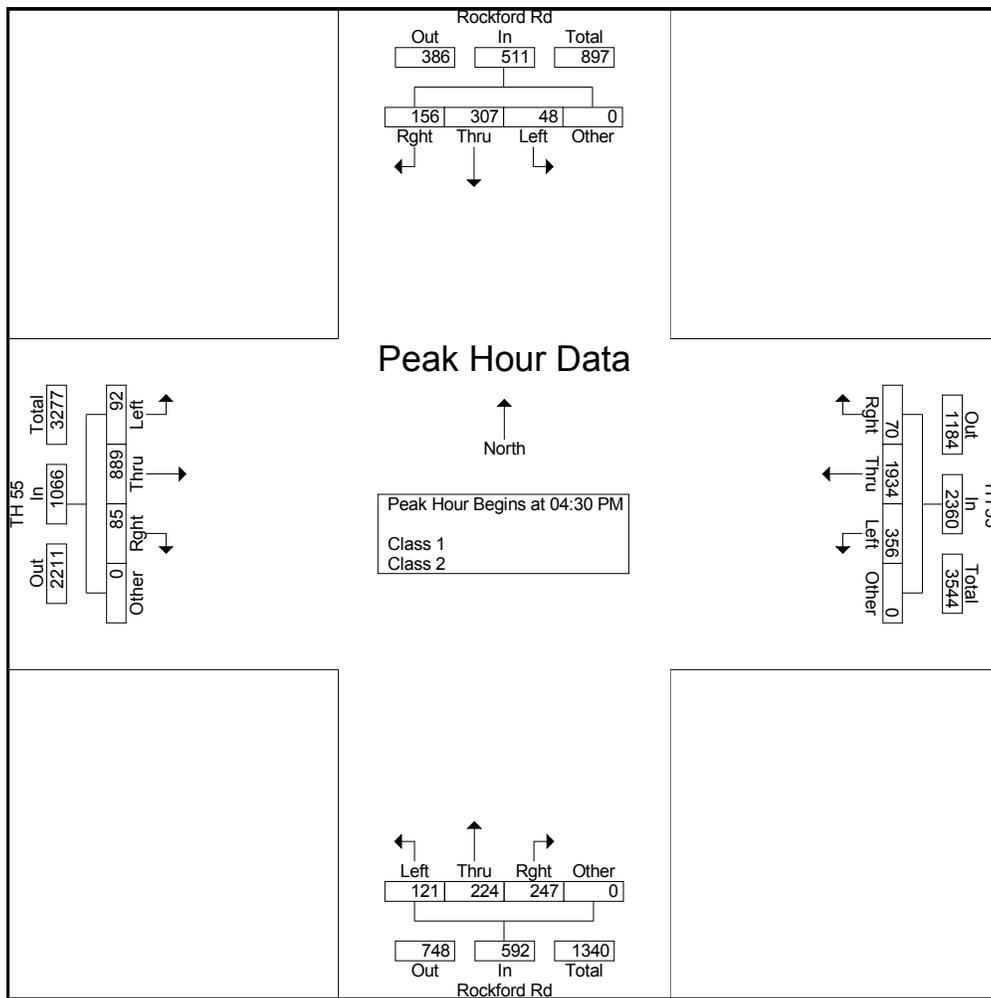 Rockford Rd
Out In Total
386 511 897
156 307 48 0
Rght Thru Left Other
Peak Hour Data
North
Peak Hour Begins at 04:30 PM
Class 1
Class 2
TH 55
Out In Total
2211 1066 3277
92 889 85 0
Left Thru Rght Other
Out In Total
1184 2360 3544
70 1934 356 0
Rght Thru Left Other
Left Thru Rght Other
121 224 247 0
748 592 1340
Out In Total
Rockford Rd